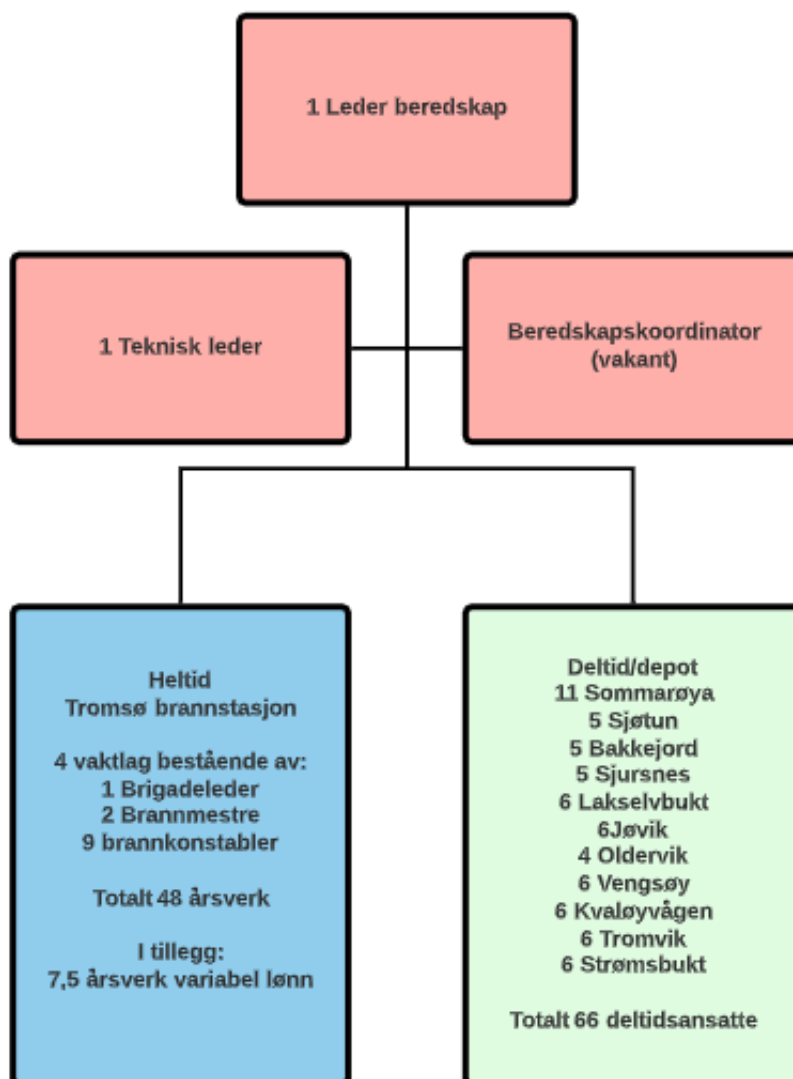 1 Leder beredskap
1 Teknisk leder
Beredskapskoordinator
(vakant)
Heltid
Tromsø brannstasjon
4 vaktlag bestående av:
1 Brigadeleder
2 Brannmestre
9 brannkonstabler
Totalt 48 årsverk
I tillegg:
7,5 årsverk variabel lønn
Deltid/depot
11 Sommarøya
5 Sjøtun
5 Bakkejord
5 Sjursnes
6 Lakselvbukt
6Jøvik
4 Oldervik
6 Vengsøy
6 Kvaløyvågen
6 Tromvik
6 Strømsbukt
Totalt 66 deltidsansatte